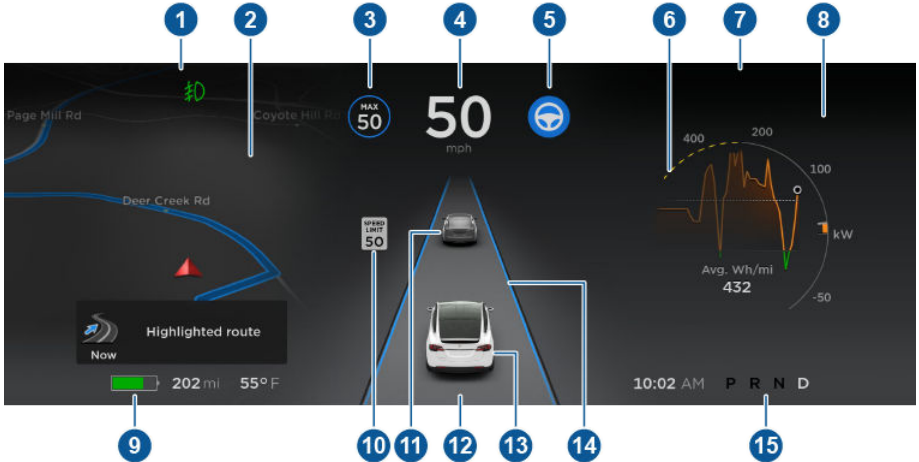 1 2 3 4 5 6 7 8
MAX
50
50
mph
Page Mill Rd
Coyote Hill Rd
Deer Creek Rd
SPEED
LIMIT
50
400
200
100
kW
-50
Avg. Wh/mi
432
Highlighted route
Now
202 mi 55° F
10:02 AM P R N D
9 10 11 12 13 14 15